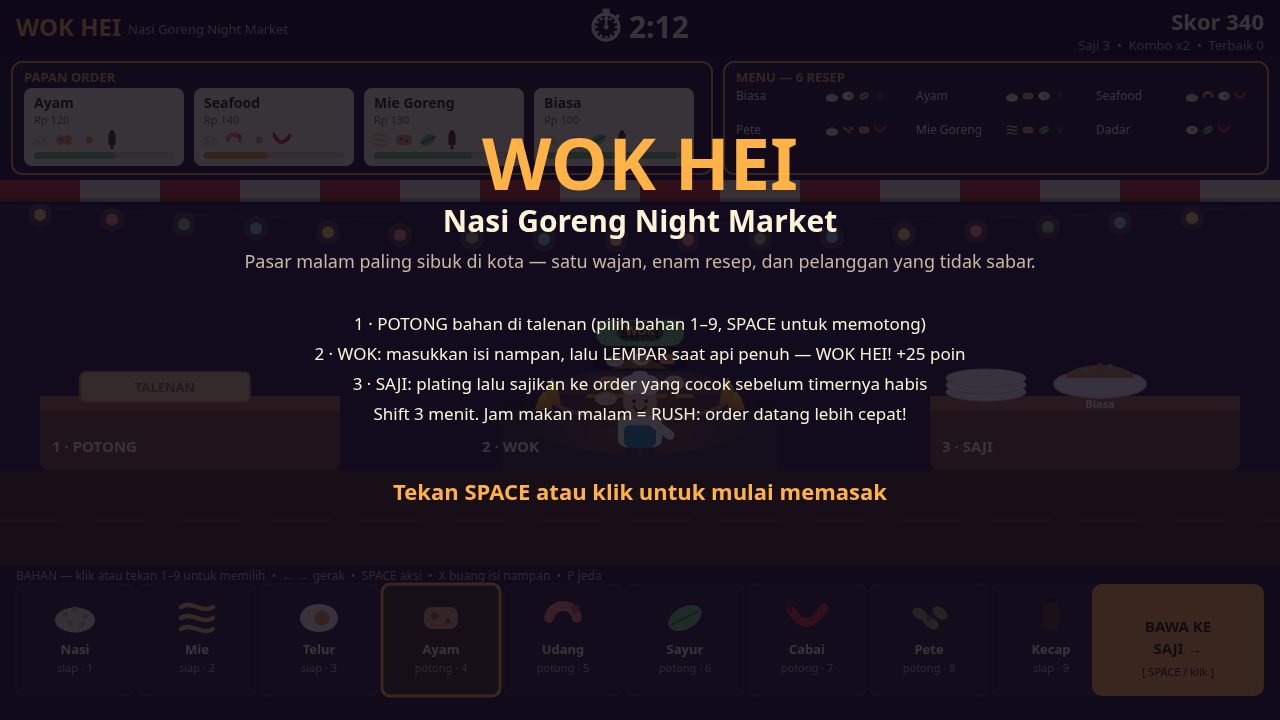 WOK HEI Nasi Goreng Night Market
2:12
Skor 340
Saji 3 • Kombo x2 • Terbaik 0
PAPAN ORDER
Ayam
Rp 120
Seafood
Rp 140
Mie Goreng
Rp 130
Biasa
Rp 100
MENU — 6 RESEP
Biasa
Ayam
Seafood
Pete
Mie Goreng
Dadar
WOK HEI
Nasi Goreng Night Market
Pasar malam paling sibuk di kota — satu wajan, enam resep, dan pelanggan yang tidak sabar.
1 · POTONG bahan di talenan (pilih bahan 1–9, SPACE untuk memotong)
2 · WOK: masukkan isi nampan, lalu LEMPAR saat api penuh — WOK HEI! +25 poin
3 · SAJI: plating lalu sajikan ke order yang cocok sebelum timernya habis
Shift 3 menit. Jam makan malam = RUSH: order datang lebih cepat!
TALENAN
Biasa
1 · POTONG
2 · WOK
3 · SAJI
Tekan SPACE atau klik untuk mulai memasak
BAHAN — klik atau tekan 1–9 untuk memilih • ← → gerak • SPACE aksi • X buang isi nampan • P jeda
Nasi
siap · 1
Mie
siap · 2
Telur
siap · 3
Ayam
potong · 4
Udang
potong · 5
Sayur
potong · 6
Cabai
potong · 7
Pete
potong · 8
Kecap
siap · 9
BAWA KE
SAJI →
[ SPACE / klik ]